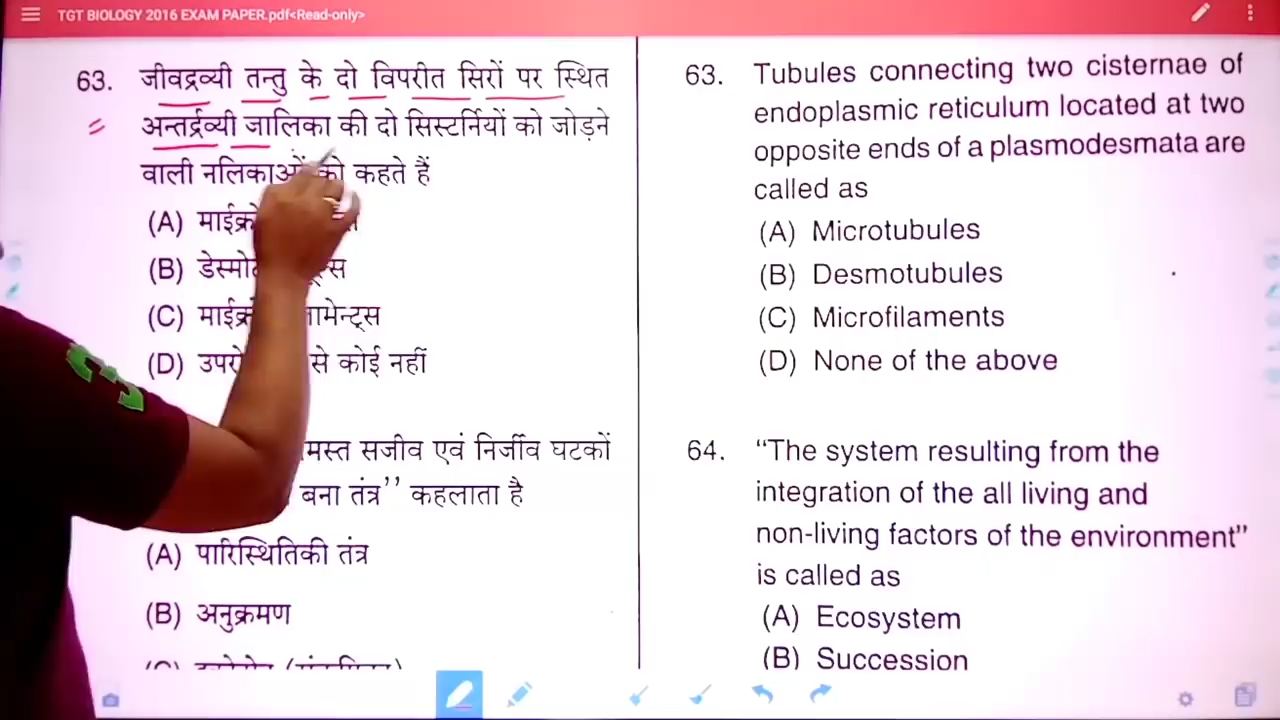 TGT BIOLOGY 2016 EXAM PAPER.pdf<Read-only>
63. जीवद्रव्यी तन्तु के दो विपरीत सिरों पर स्थित
अन्तर्द्रव्यी जालिका की दो सिस्टर्नियों को जोड़ने
वाली नलिकाओं को कहते हैं
(A)
(B)
(C)
(D) से कोई नहीं
समस्त सजीव एवं निर्जीव घटकों
बना तंत्र’’ कहलाता है
(A) पारिस्थितिकी तंत्र
(B) अनुक्रमण
63. Tubules connecting two cisternae of
endoplasmic reticulum located at two
opposite ends of a plasmodesmata are
called as
(A) Microtubules
(B) Desmotubules
(C) Microfilaments
(D) None of the above
64. “The system resulting from the
integration of the all living and
non-living factors of the environment”
is called as
(A) Ecosystem
(B) Succession